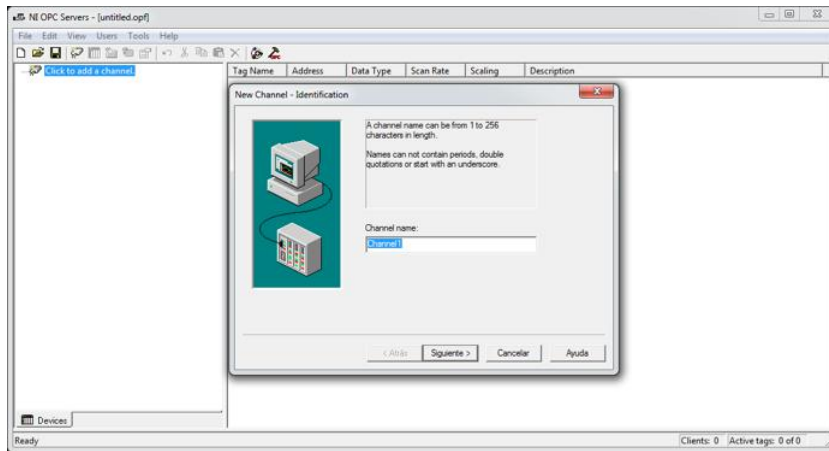 NI OPC Servers - [untitled.opf]
File Edit View Users Tools Help
Click to add a channel.
Tag Name Address Data Type Scan Rate Scaling Description
New Channel - Identification
A channel name can be from 1 to 256
characters in length.
Names can not contain periods, double
quotations or start with an underscore.
Channel name:
Channel1
< Atrás Siguiente > Cancelar Ayuda
Devices
Ready Clients: 0 Active tags: 0 of 0